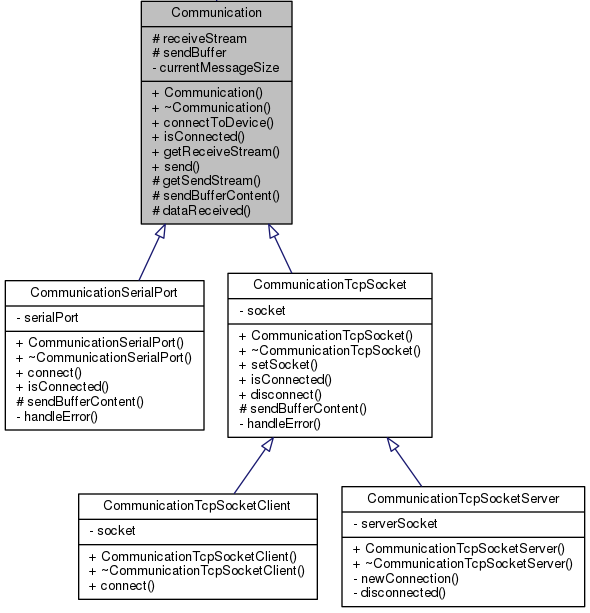 Communication
# receiveStream
# sendBuffer
- currentMessageSize
+ Communication()
+ ~Communication()
+ connectToDevice()
+ isConnected()
+ getReceiveStream()
+ send()
# getSendStream()
# sendBufferContent()
# dataReceived()
CommunicationSerialPort
- serialPort
+ CommunicationSerialPort()
+ ~CommunicationSerialPort()
+ connect()
+ isConnected()
# sendBufferContent()
- handleError()
CommunicationTcpSocket
- socket
+ CommunicationTcpSocket()
+ ~CommunicationTcpSocket()
+ setSocket()
+ isConnected()
+ disconnect()
# sendBufferContent()
- handleError()
CommunicationTcpSocketClient
- socket
+ CommunicationTcpSocketClient()
+ ~CommunicationTcpSocketClient()
+ connect()
CommunicationTcpSocketServer
- serverSocket
+ CommunicationTcpSocketServer()
+ ~CommunicationTcpSocketServer()
- newConnection()
- disconnected()